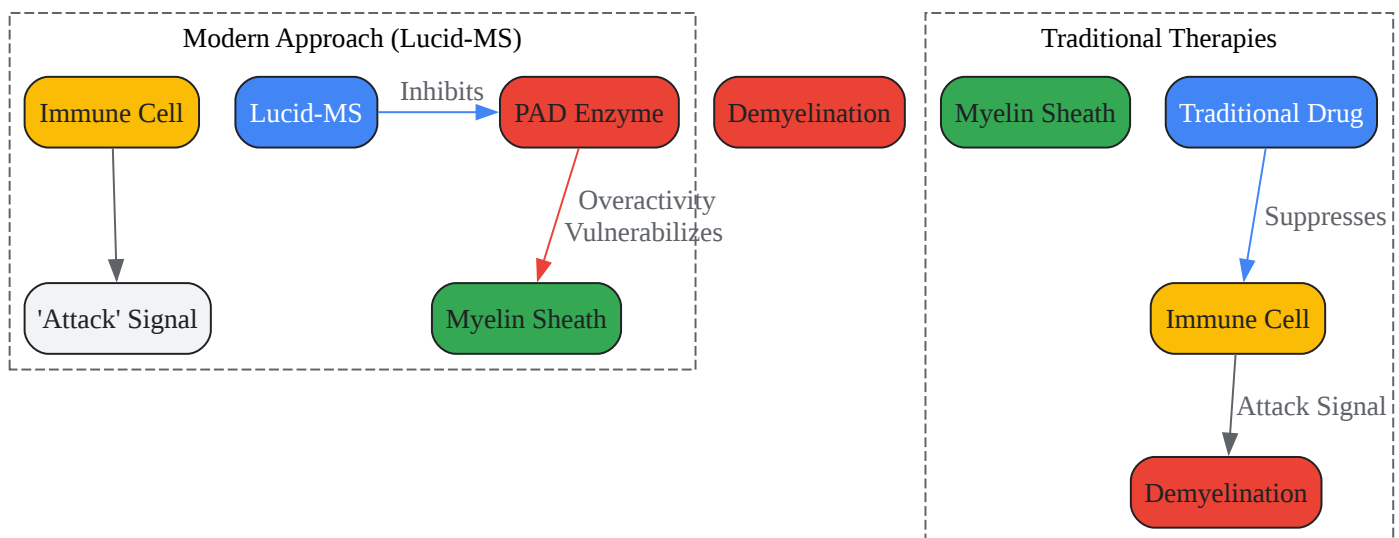 Modern Approach (Lucid-MS)
Immune Cell
Lucid-MS
Inhibits
PAD Enzyme
Overactivity
Vulnerabilizes
'Attack' Signal
Myelin Sheath
Demyelination
Traditional Therapies
Myelin Sheath
Traditional Drug
Suppresses
Immune Cell
Attack Signal
Demyelination